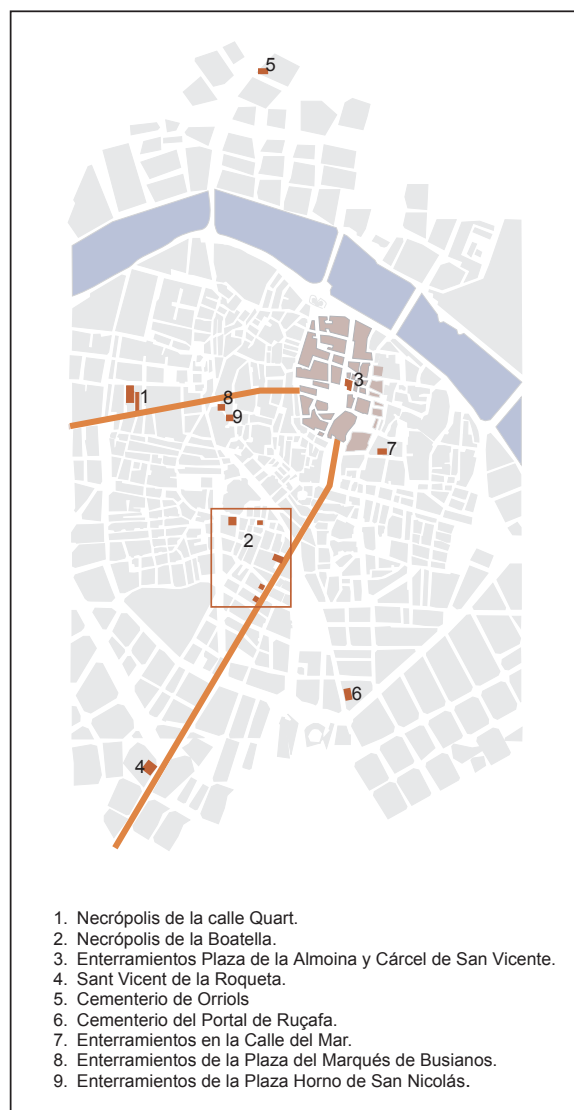 5
3
1
8
9
7
2
6
4
1. Necrópolis de la calle Quart.
2. Necrópolis de la Boatella.
3. Enterramientos Plaza de la Almoina y Cárcel de San Vicente.
4. Sant Vicent de la Roqueta.
5. Cementerio de Orriols
6. Cementerio del Portal de Ruçafa.
7. Enterramientos en la Calle del Mar.
8. Enterramientos de la Plaza del Marqués de Busianos.
9. Enterramientos de la Plaza Horno de San Nicolás.